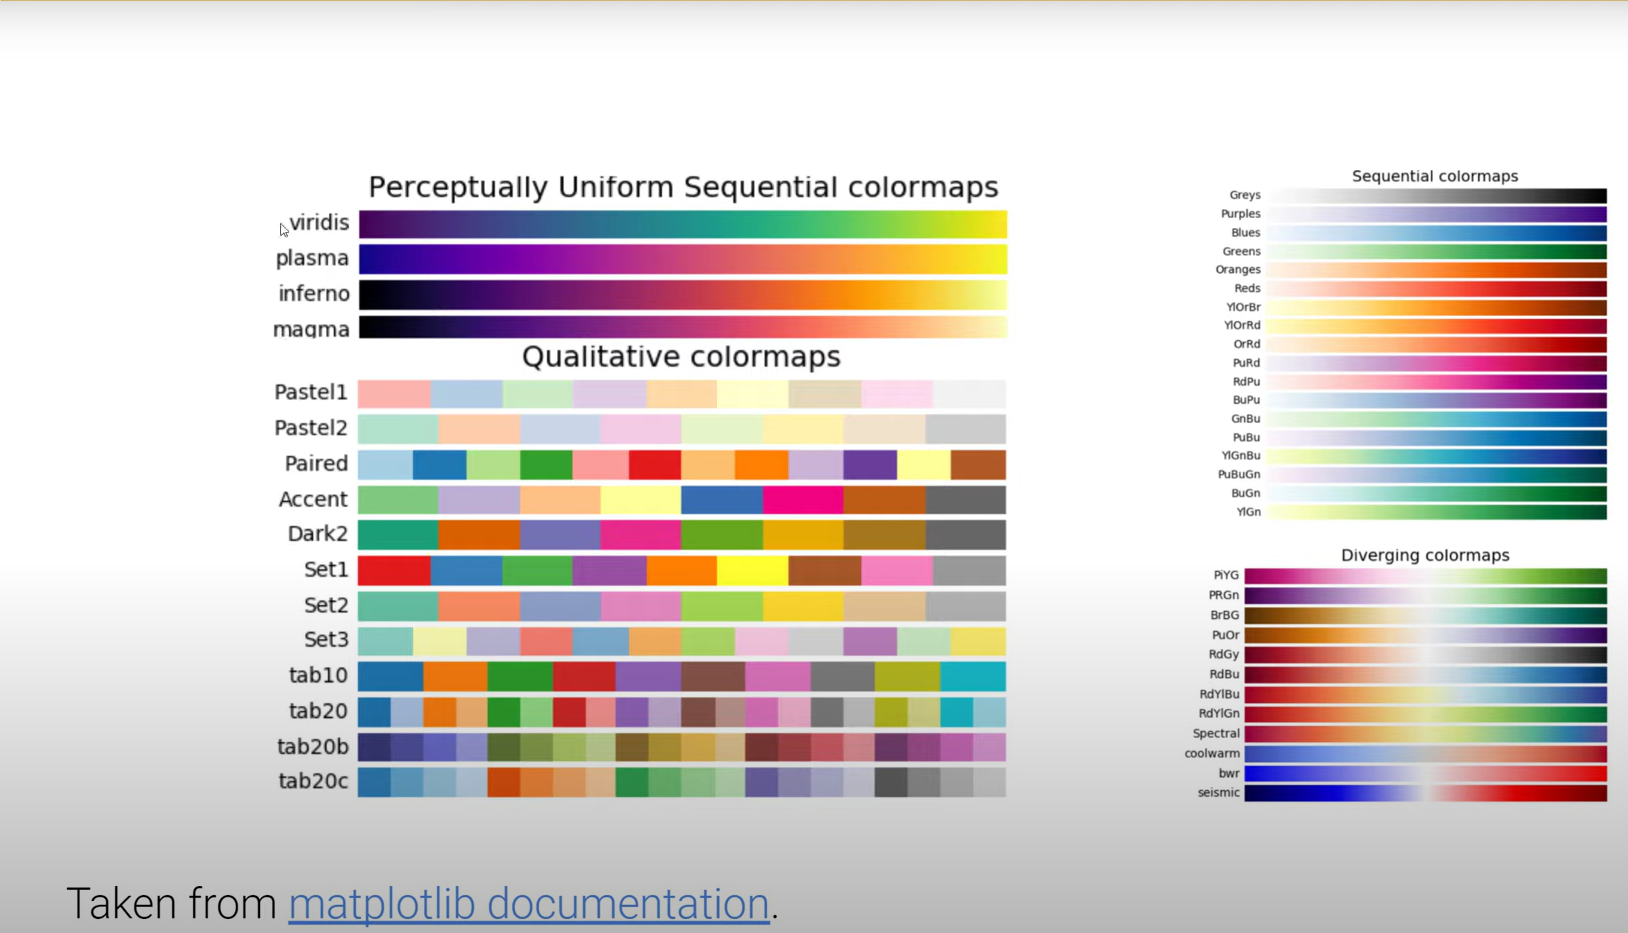 Perceptually Uniform Sequential colormaps
viridis
plasma
inferno
magma
Qualitative colormaps
Pastel1
Pastel2
Paired
Accent
Dark2
Set1
Set2
Set3
tab10
tab20
tab20b
tab20c
Sequential colormaps
Greys
Purples
Blues
Greens
Oranges
Reds
YlOrBr
YlOrRd
OrRd
PuRd
RdPu
BuPu
GnBu
PuBu
YlGnBu
PuBuGn
BuGn
YlGn
Diverging colormaps
PiYG
PRGn
BrBG
PuOr
RdGy
RdBu
RdYlBu
RdYlGn
Spectral
coolwarm
bwr
seismic
Taken from matplotlib documentation.